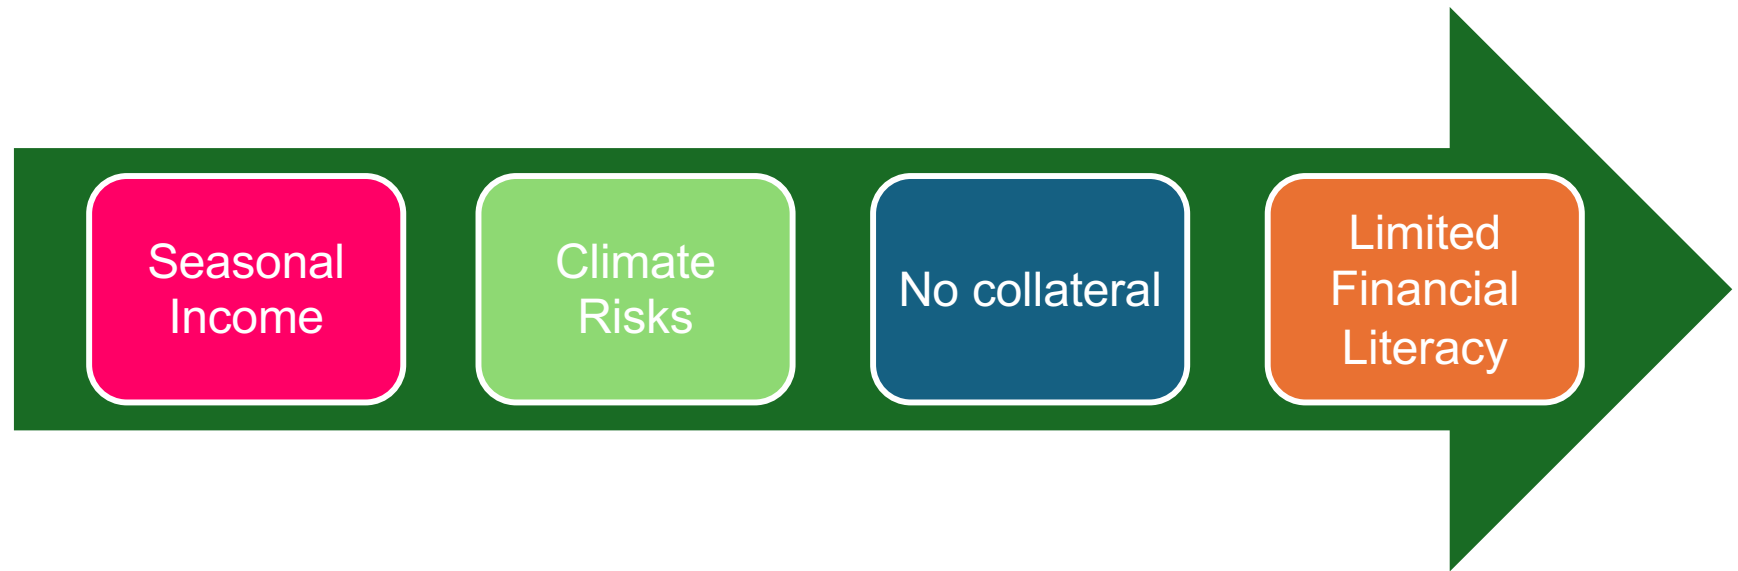 Seasonal
Income
Climate
Risks
No collateral
Limited
Financial
Literacy